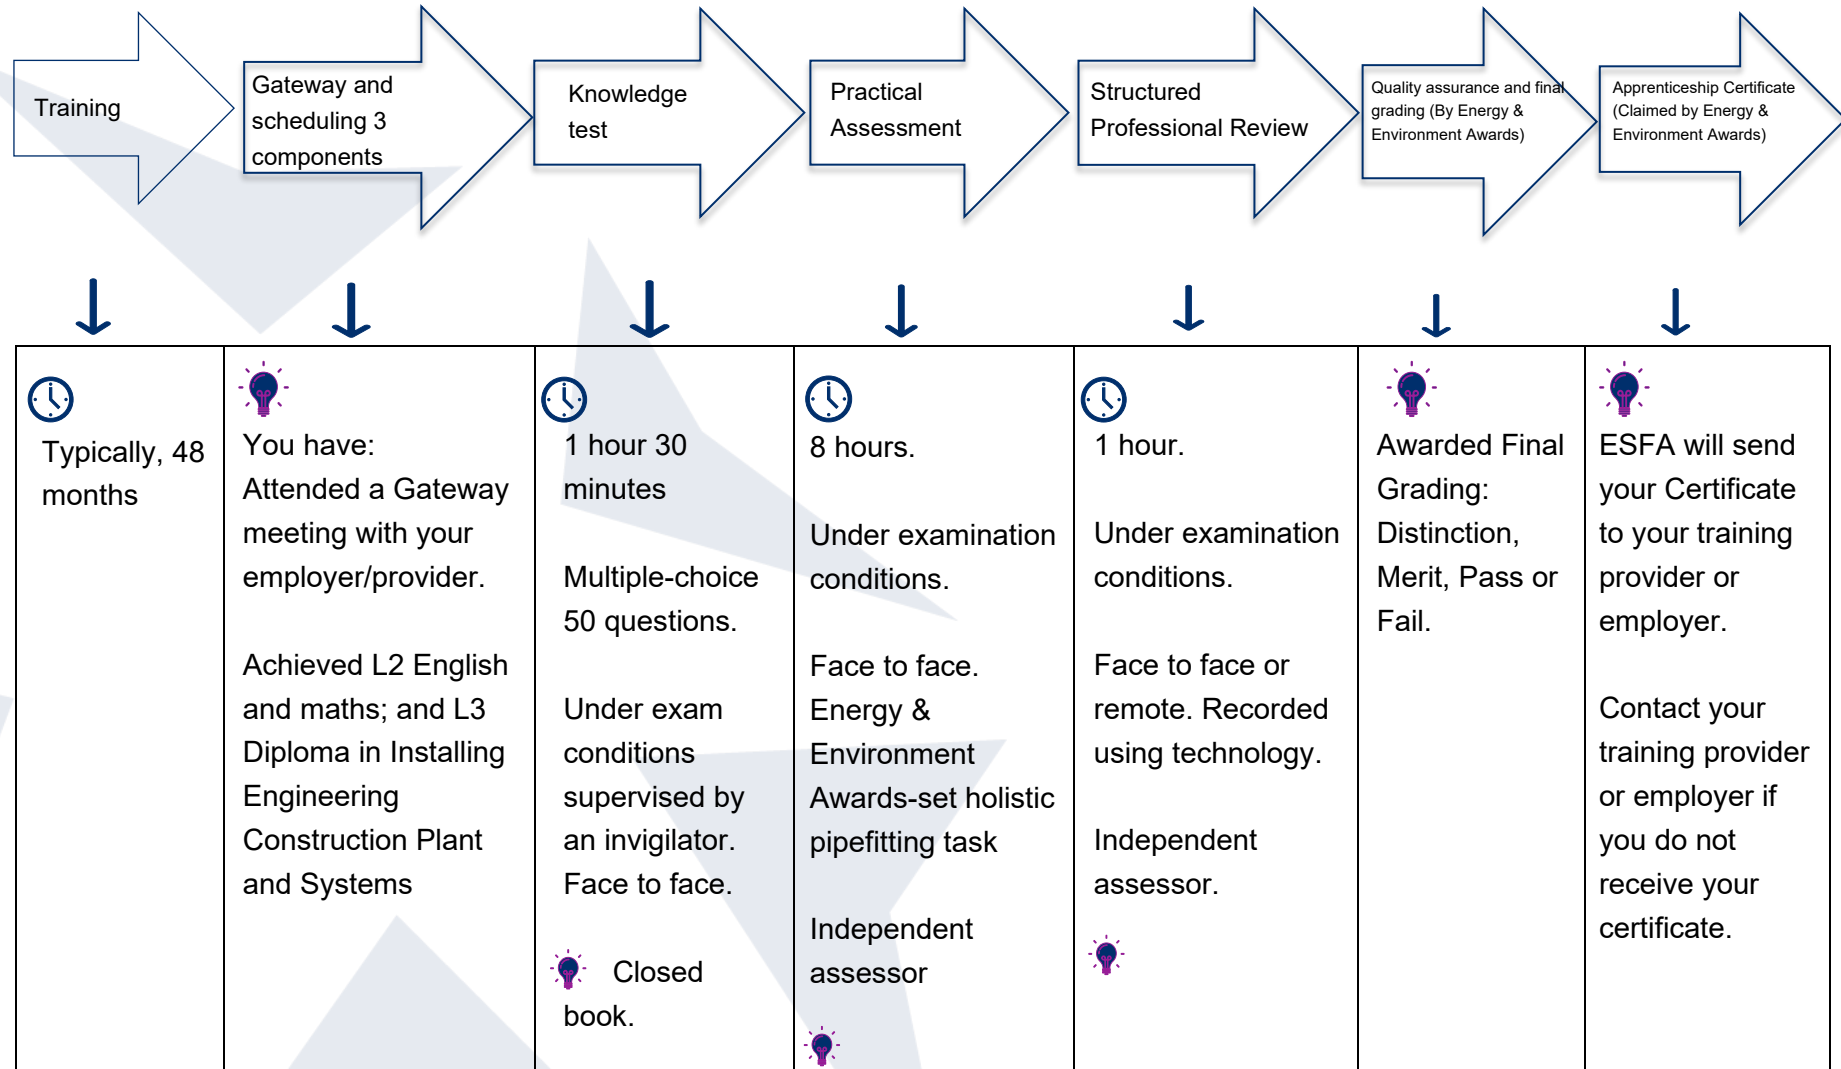 Training
Gateway and
scheduling 3
components
Knowledge
test
Practical
Assessment
Structured
Professional Review
Quality assurance and final
grading (By Energy &
Environment Awards)
Apprenticeship Certificate
(Claimed by Energy &
Environment Awards)
Typically, 48
months
You have:
Attended a Gateway
meeting with your
employer/provider.
Achieved L2 English
and maths; and L3
Diploma in Installing
Engineering
Construction Plant
and Systems
1 hour 30
minutes
Multiple-choice
50 questions.
Under exam
conditions
supervised by
an invigilator.
Face to face.
Closed
book.
8 hours.
Under examination
conditions.
Face to face.
Energy &
Environment
Awards-set holistic
pipefitting task
Independent
assessor
1 hour.
Under examination
conditions.
Face to face or
remote. Recorded
using technology.
Independent
assessor.
Awarded Final
Grading:
Distinction,
Merit, Pass or
Fail.
ESFA will send
your Certificate
to your training
provider or
employer.
Contact your
training provider
or employer if
you do not
receive your
certificate.